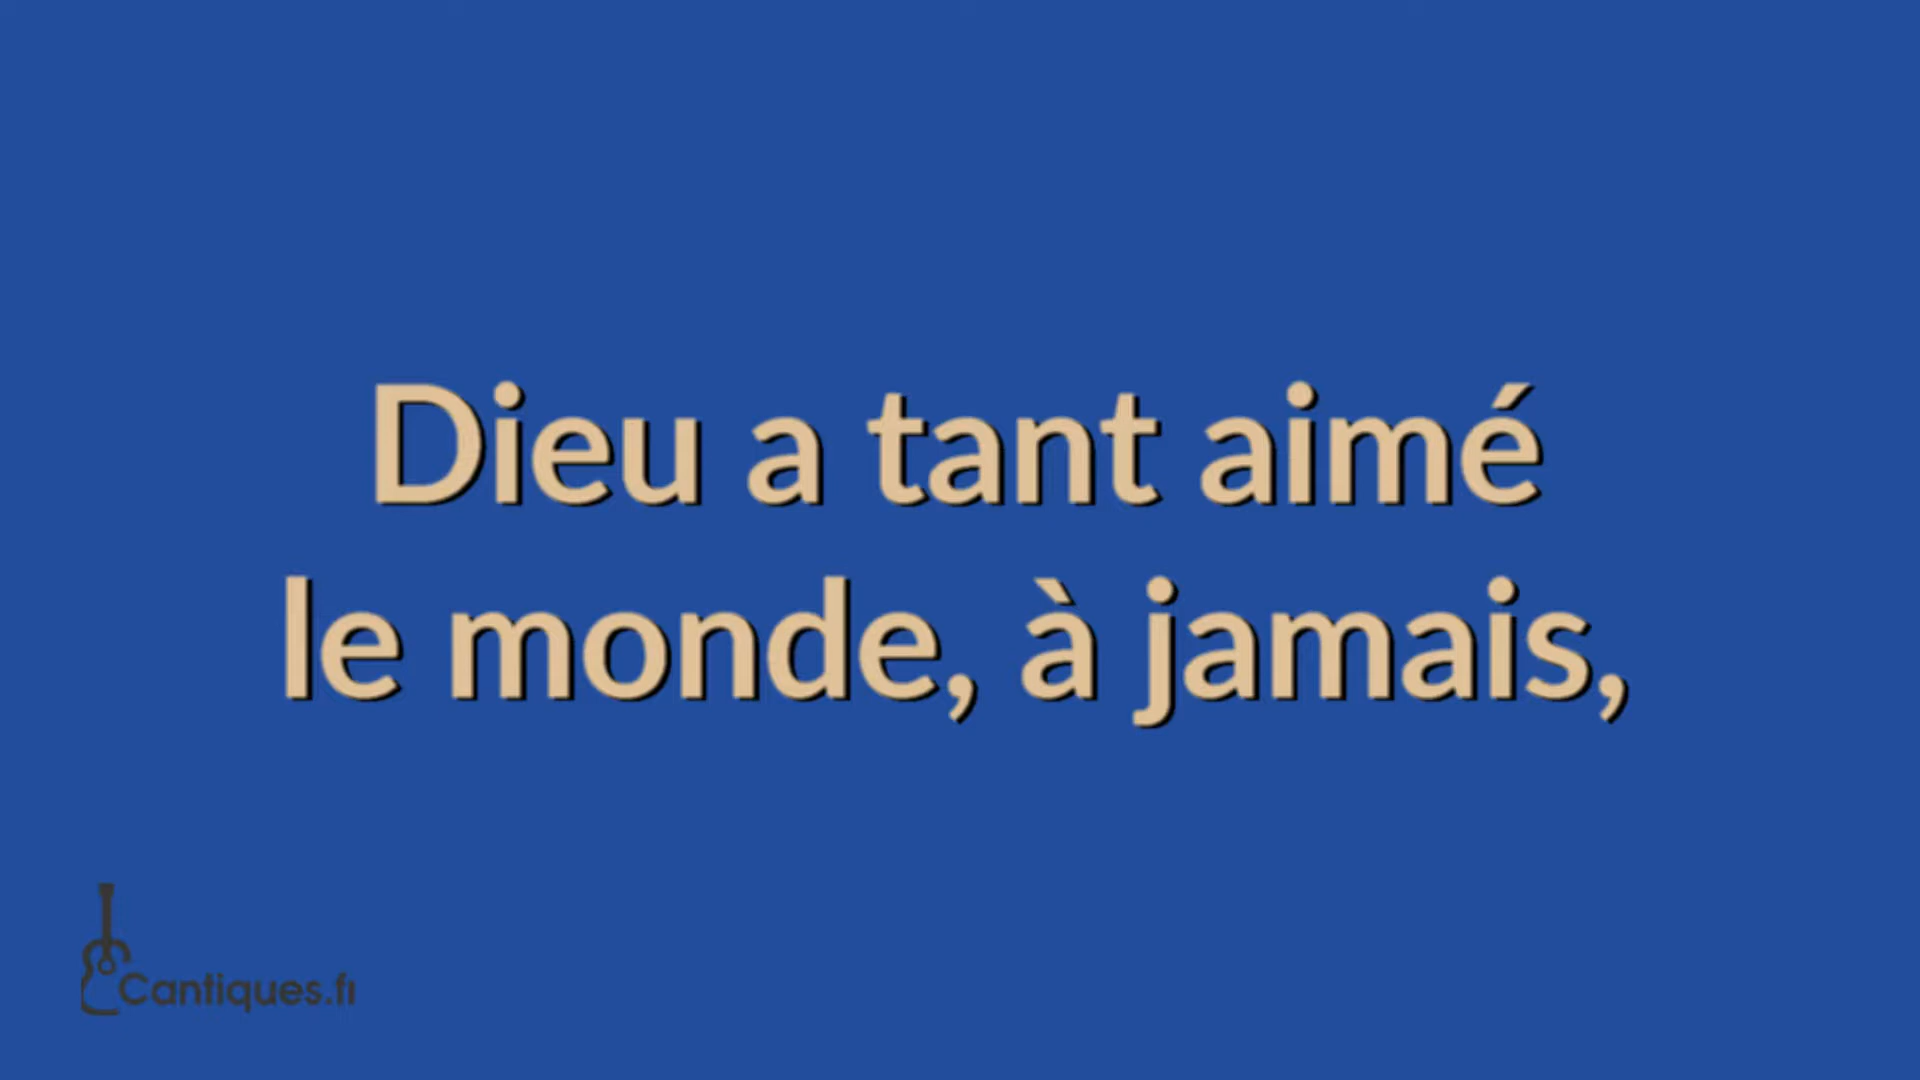 Dieu a tant aimé
le monde, à jamais,
Cantiques.fr